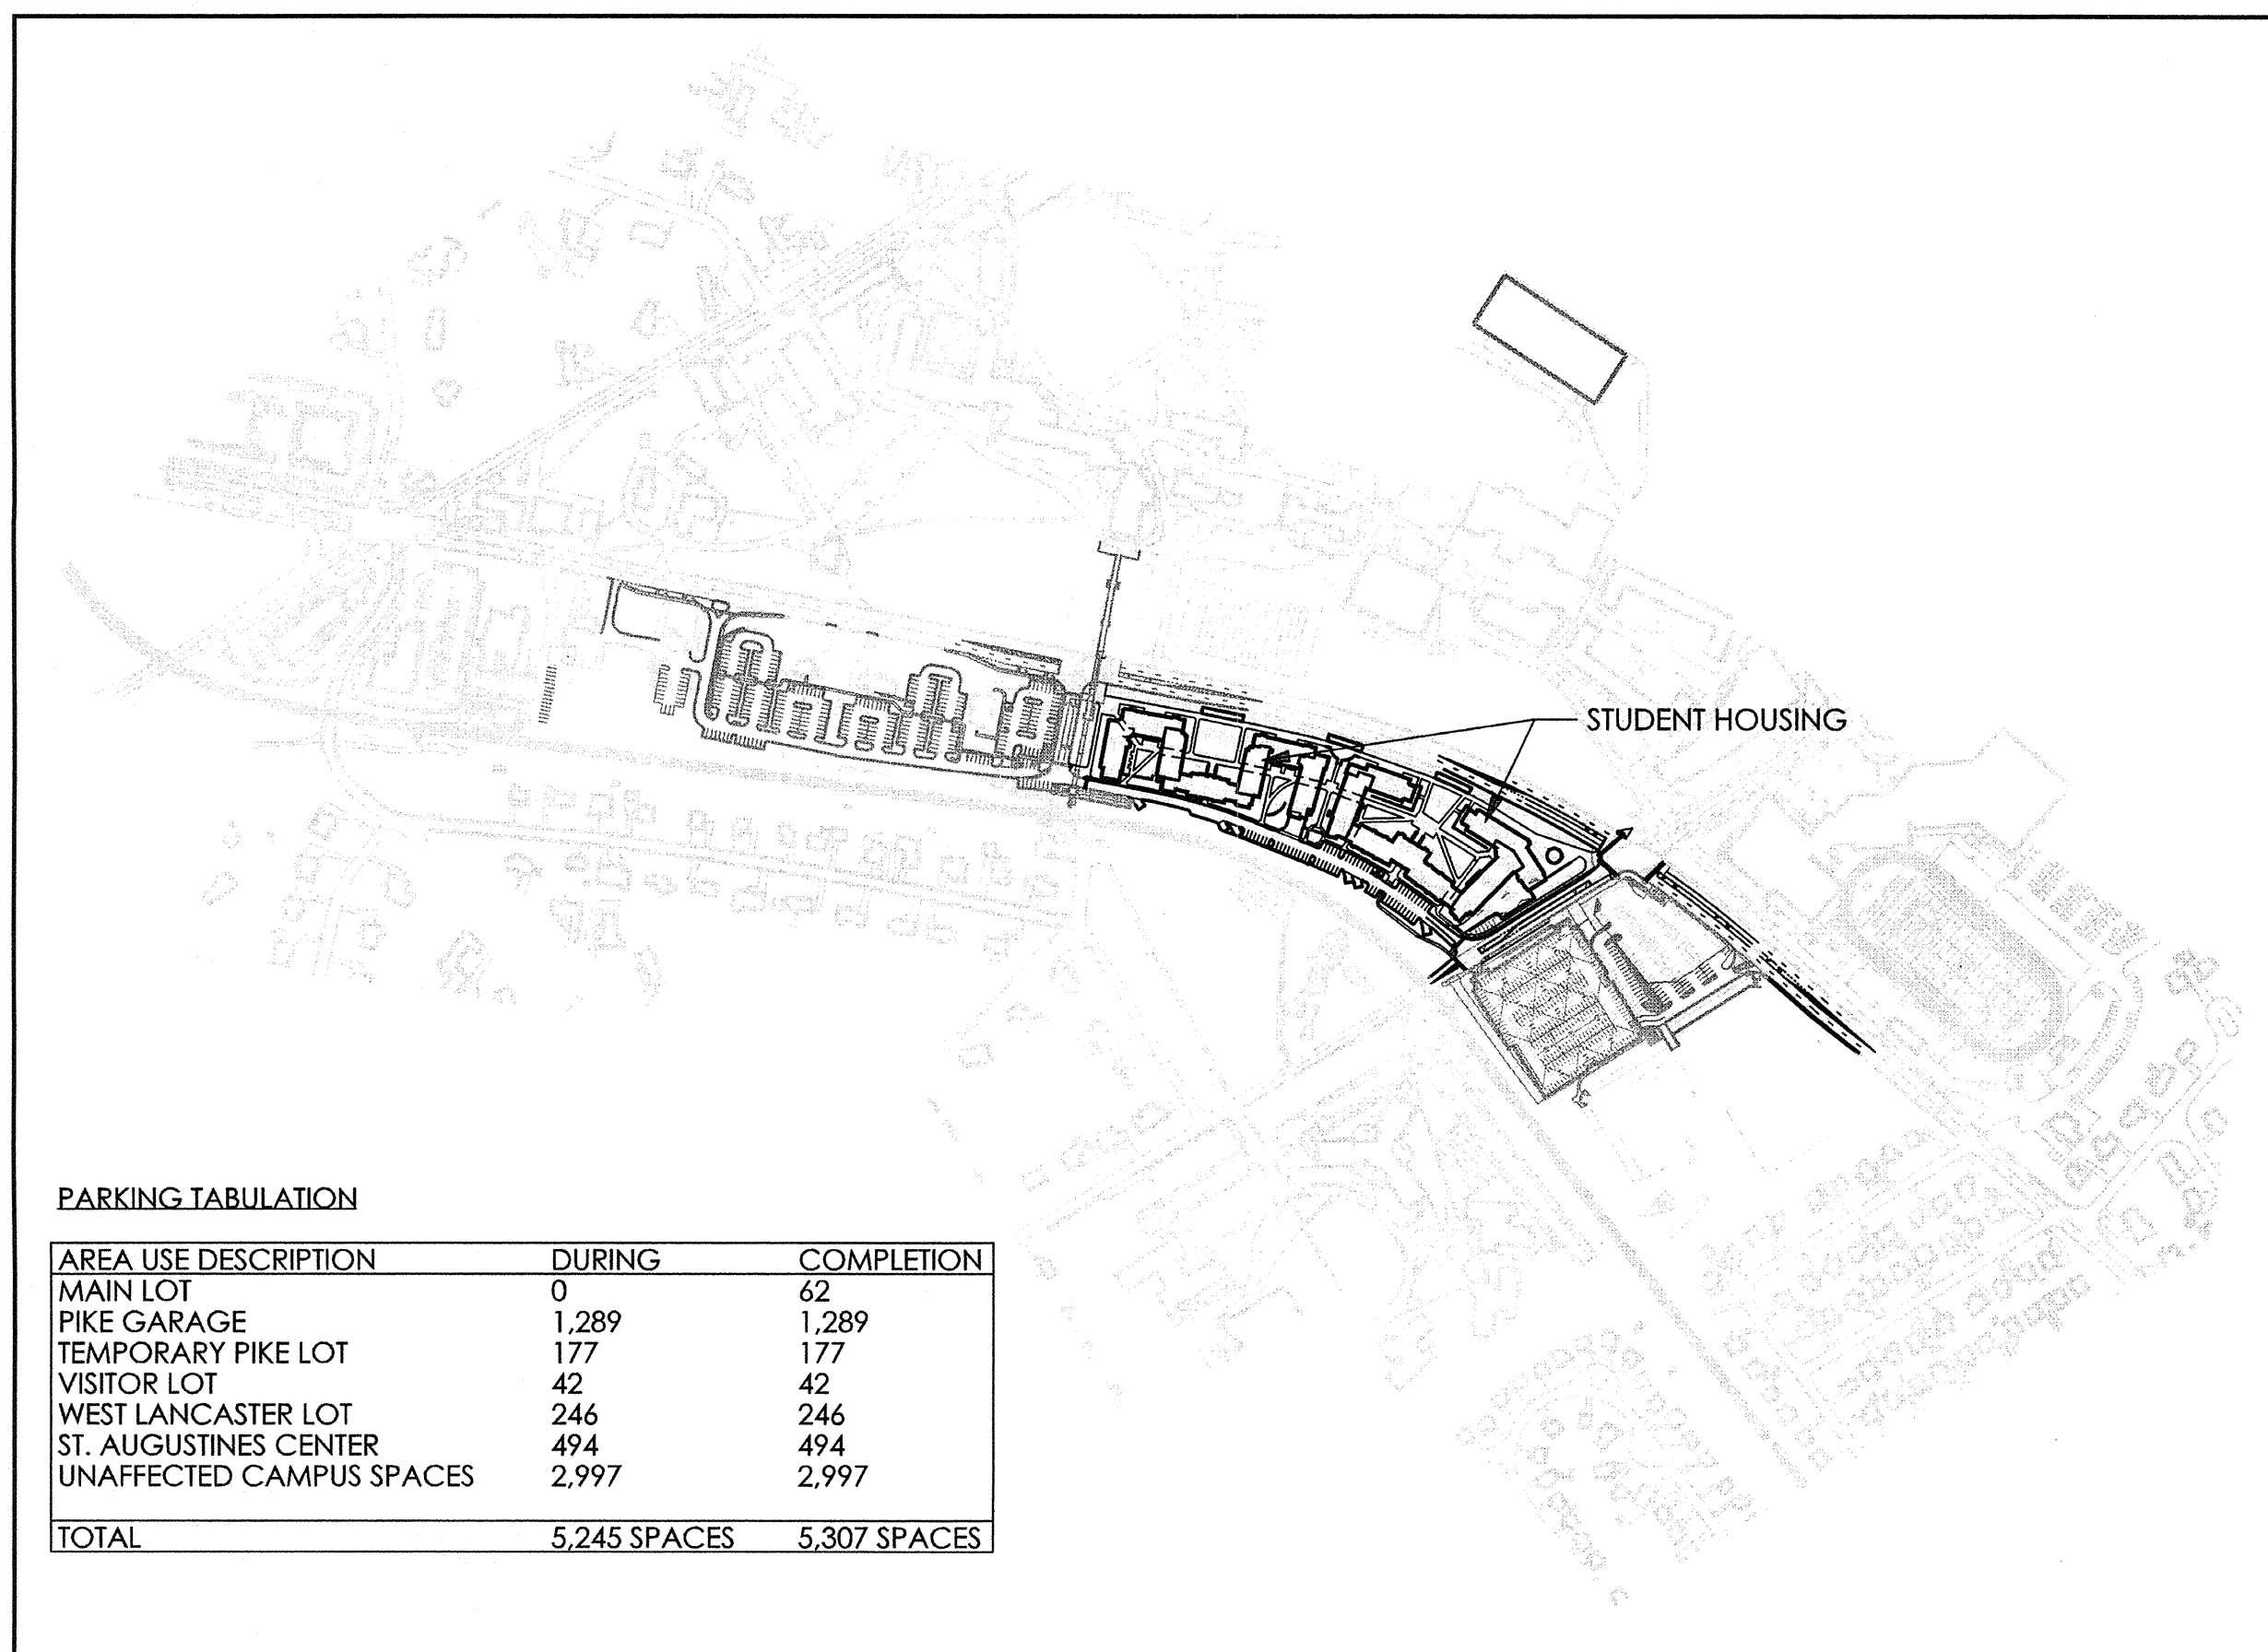 STUDENT HOUSING
PARKING TABULATION
AREA USE DESCRIPTION DURING COMPLETION
MAIN LOT 0 62
PIKE GARAGE 1,289 1,289
TEMPORARY PIKE LOT 177 177
VISITOR LOT 42 42
WEST LANCASTER LOT 246 246
ST. AUGUSTINES CENTER 494 494
UNAFFECTED CAMPUS SPACES 2,997 2,997
TOTAL 5,245 SPACES 5,307 SPACES